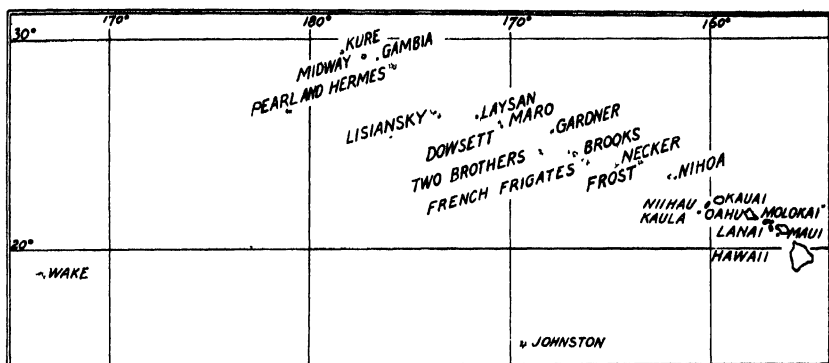 170° 180° 170° 160°
30°
KURE
MIDWAY GAMBIA
PEARL AND HERMES
LISIANSKY LAYSAN
DOWSETT MARO GARDNER
TWO BROTHERS BROOKS
FRENCH FRIGATES NECKER
FROST NIHOA
NIIHAU KAUAI
KAULA OAHU MOLOKAI
20° LANAI MAUI
WAKE HAWAII
JOHNSTON